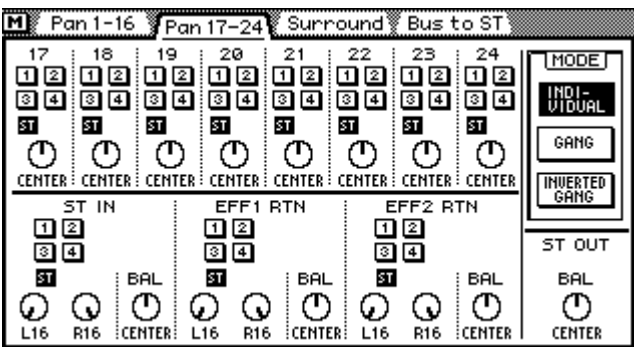 M Pan 1-16 Pan 17-24 Surround Bus to ST
17 18 19 20 21 22 23 24
1 2 1 2 1 2 1 2 1 2 1 2 1 2 1 2
3 4 3 4 3 4 3 4 3 4 3 4 3 4 3 4
ST ST ST ST ST ST ST ST
CENTER CENTER CENTER CENTER CENTER CENTER CENTER CENTER
MODE
INDI-
VIDUAL
GANG
INVERTED
GANG
ST IN EFF1 RTN EFF2 RTN
1 2 1 2 1 2
3 4 3 4 3 4
ST BAL ST BAL ST BAL
L16 R16 CENTER L16 R16 CENTER L16 R16 CENTER
ST OUT
BAL
CENTER